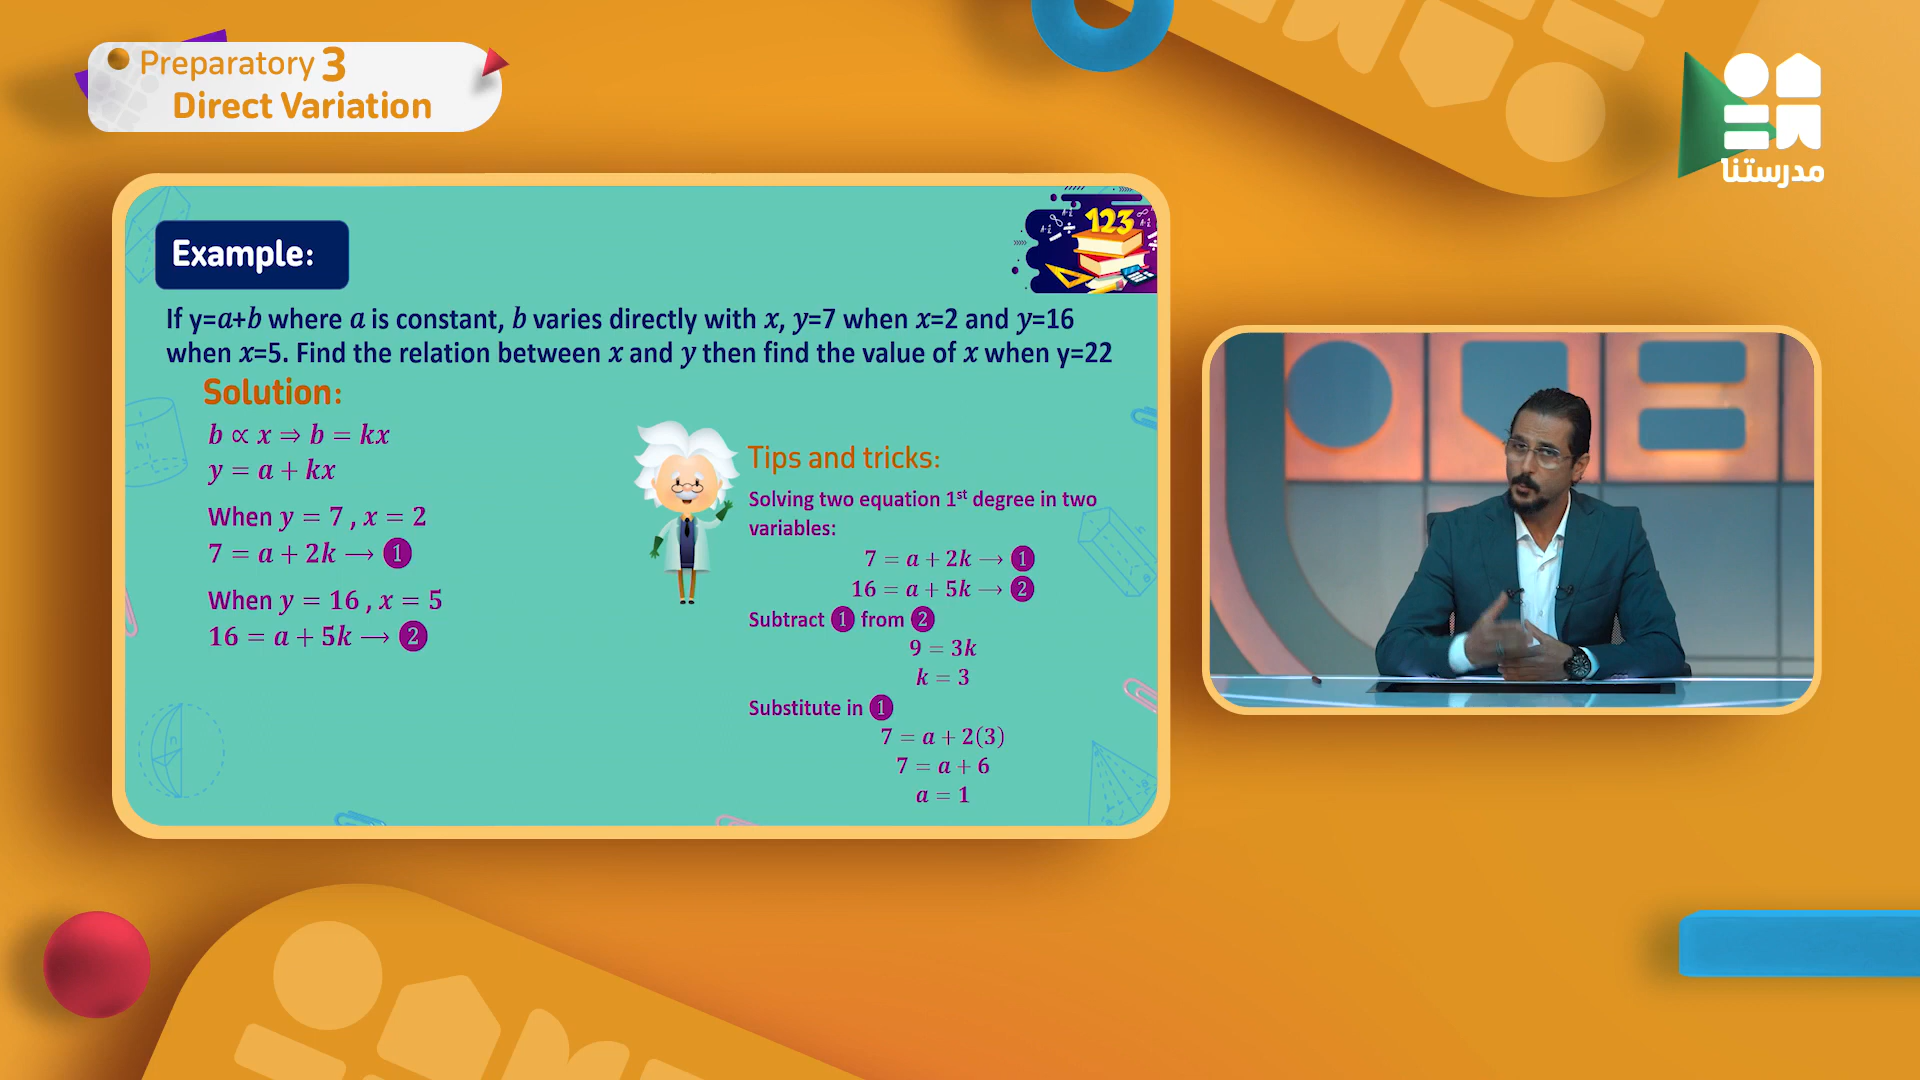 Preparatory 3
Direct Variation
مدرستنا
Example:
123
If y=a+b where a is constant, b varies directly with x, y=7 when x=2 and y=16
when x=5. Find the relation between x and y then find the value of x when y=22
Solution:
b ∝ x ⇒ b = kx
y = a + kx
When y = 7 , x = 2
7 = a + 2k → 1
When y = 16 , x = 5
16 = a + 5k → 2
Tips and tricks:
Solving two equation 1st degree in two
variables:
7 = a + 2k → 1
16 = a + 5k → 2
Subtract 1 from 2
9 = 3k
k = 3
Substitute in 1
7 = a + 2(3)
7 = a + 6
a = 1